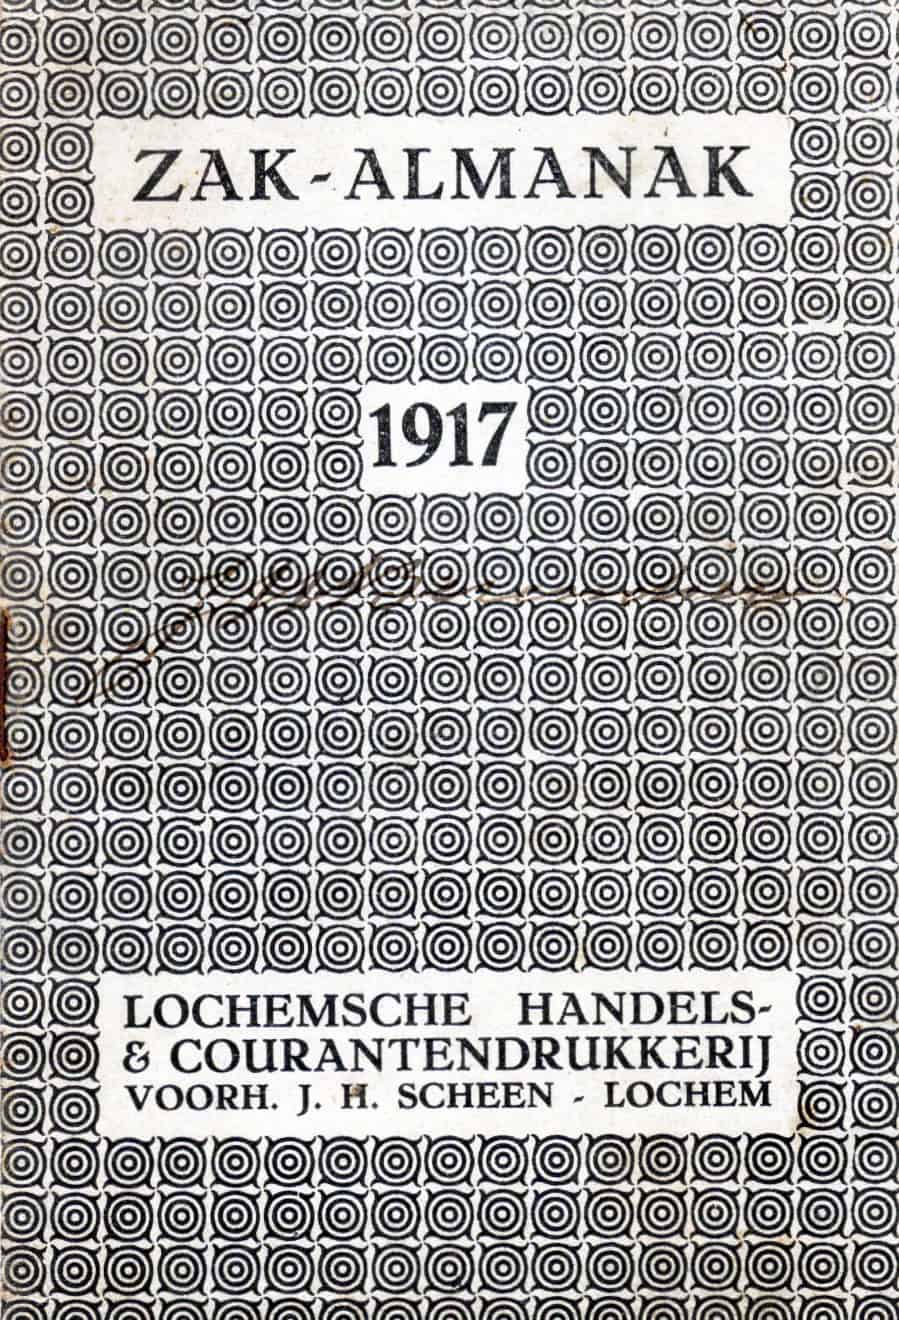 ZAK-ALMANAK
1917
LOCHEMSCHE HANDELS-
& COURANTENDRUKKERIJ
VOORH. J. H. SCHEEN - LOCHEM